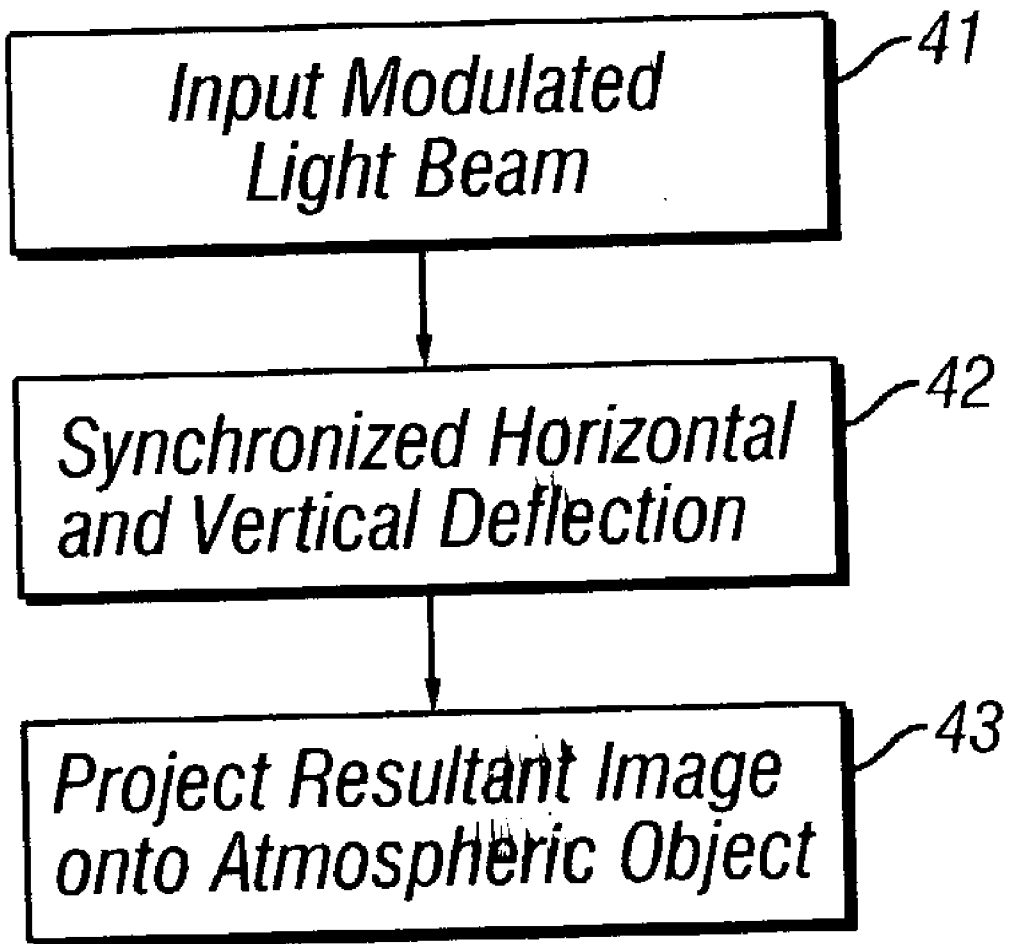 41
Input Modulated
Light Beam
42
Synchronized Horizontal
and Vertical Deflection
43
Project Resultant Image
onto Atmospheric Object